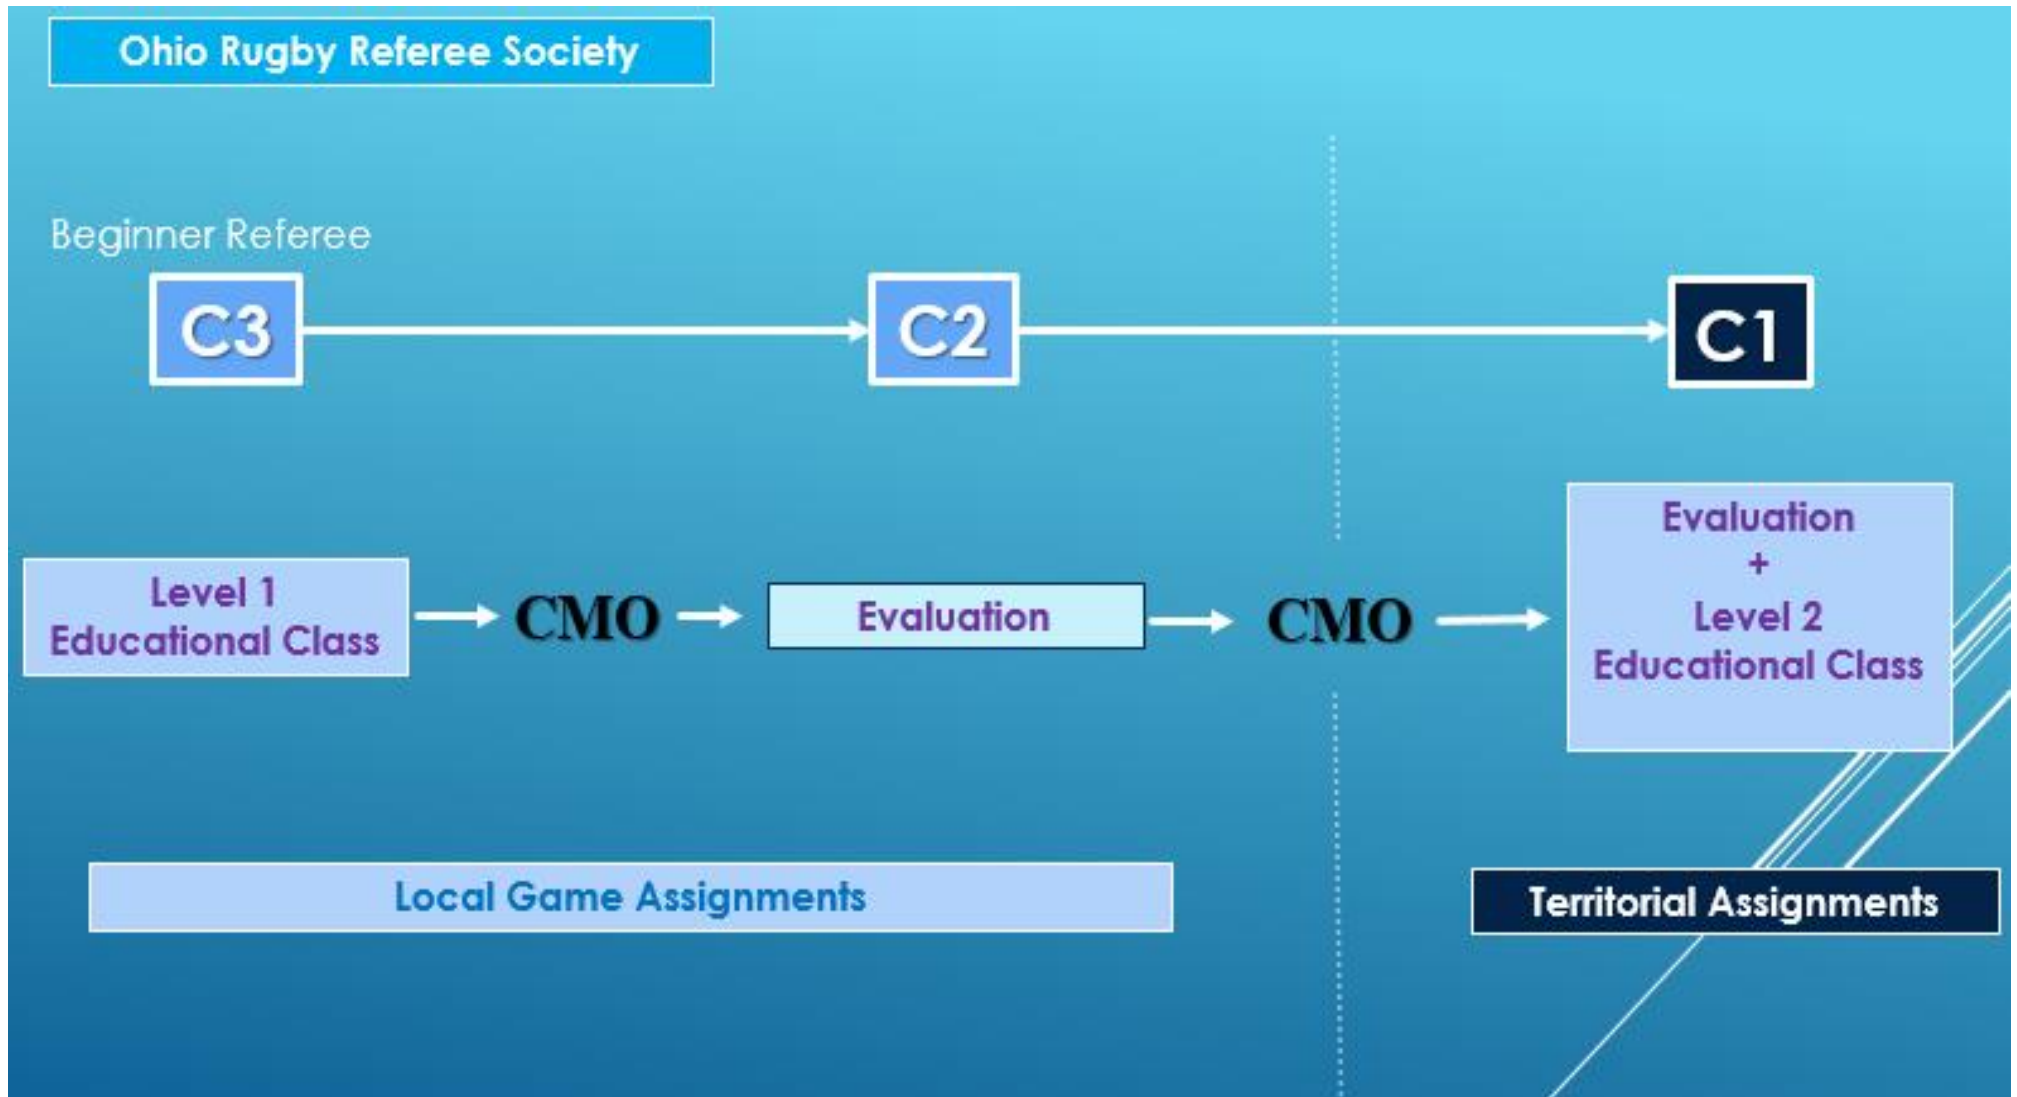 Ohio Rugby Referee Society
Beginner Referee
C3
C2
C1
Level 1
Educational Class
CMO
Evaluation
CMO
Evaluation
+
Level 2
Educational Class
Local Game Assignments
Territorial Assignments